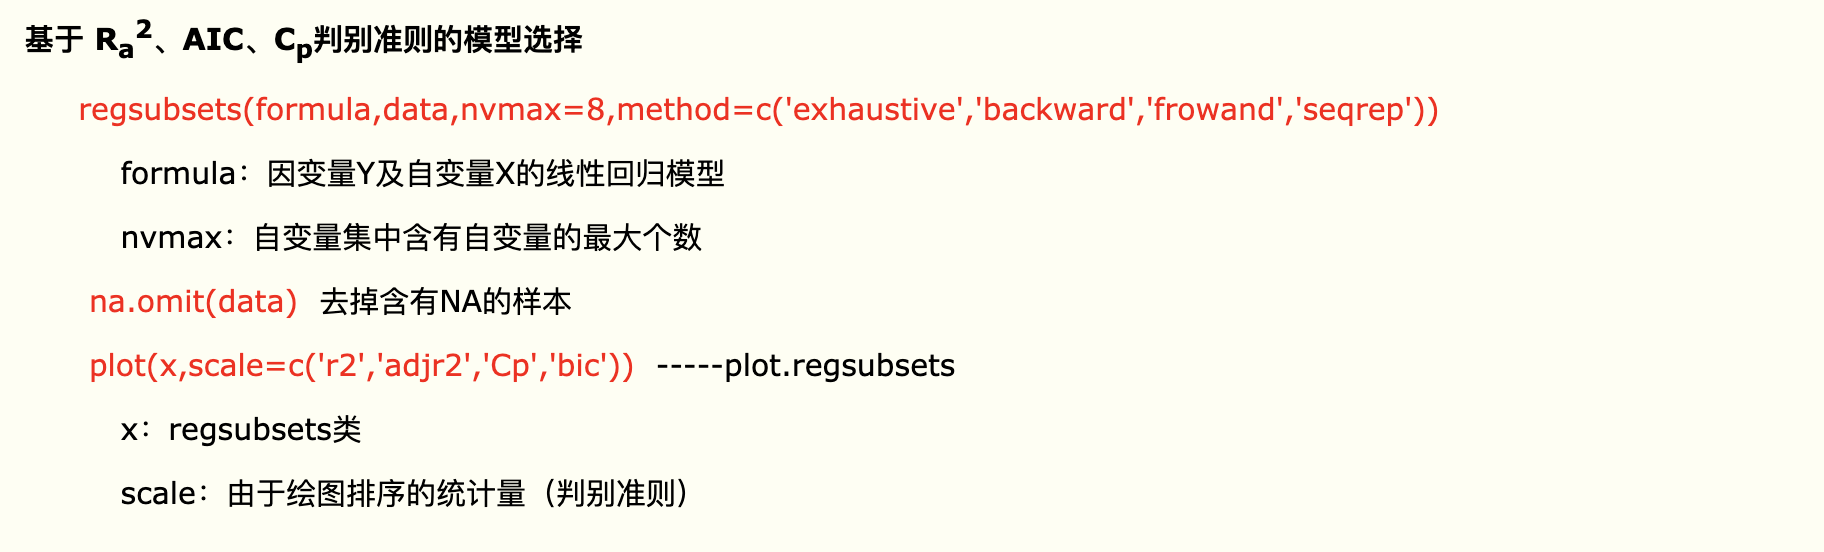 基于 Ra2、AIC、Cp判别准则的模型选择
regsubsets(formula,data,nvmax=8,method=c('exhaustive','backward','frowand','seqrep'))
formula：因变量Y及自变量X的线性回归模型
nvmax：自变量集中含有自变量的最大个数
na.omit(data) 去掉含有NA的样本
plot(x,scale=c('r2','adjr2','Cp','bic')) -----plot.regsubsets
x：regsubsets类
scale：由于绘图排序的统计量（判别准则）